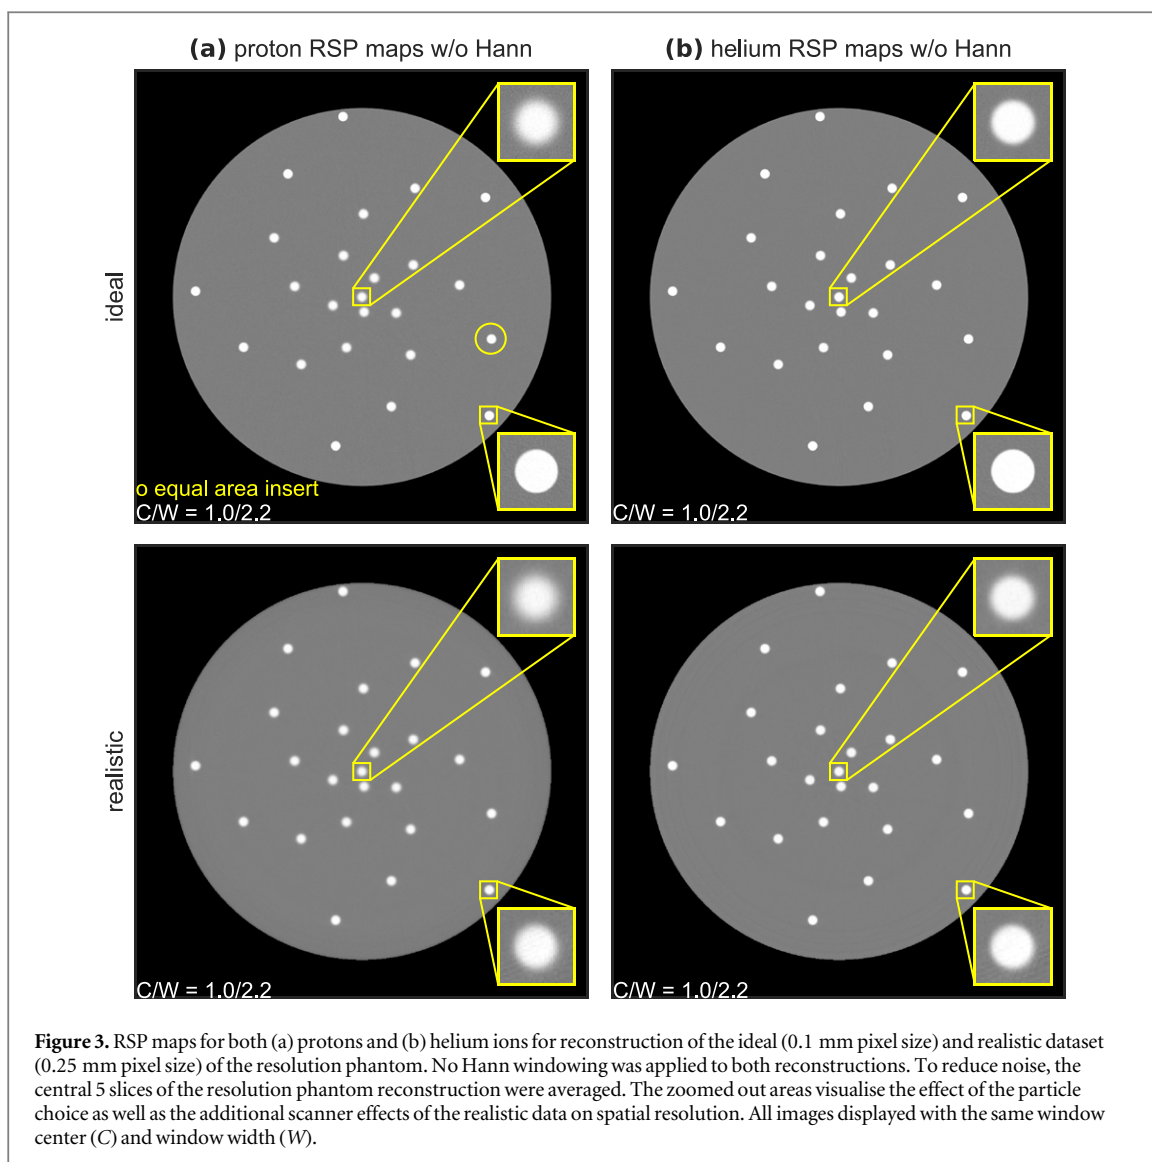 (a) proton RSP maps w/o Hann
(b) helium RSP maps w/o Hann
ideal
o equal area insert
C/W = 1.0/2.2
C/W = 1.0/2.2
realistic
C/W = 1.0/2.2
C/W = 1.0/2.2
Figure 3. RSP maps for both (a) protons and (b) helium ions for reconstruction of the ideal (0.1 mm pixel size) and realistic dataset
(0.25 mm pixel size) of the resolution phantom. No Hann windowing was applied to both reconstructions. To reduce noise, the
central 5 slices of the resolution phantom reconstruction were averaged. The zoomed out areas visualise the effect of the particle
choice as well as the additional scanner effects of the realistic data on spatial resolution. All images displayed with the same window
center (C) and window width (W).